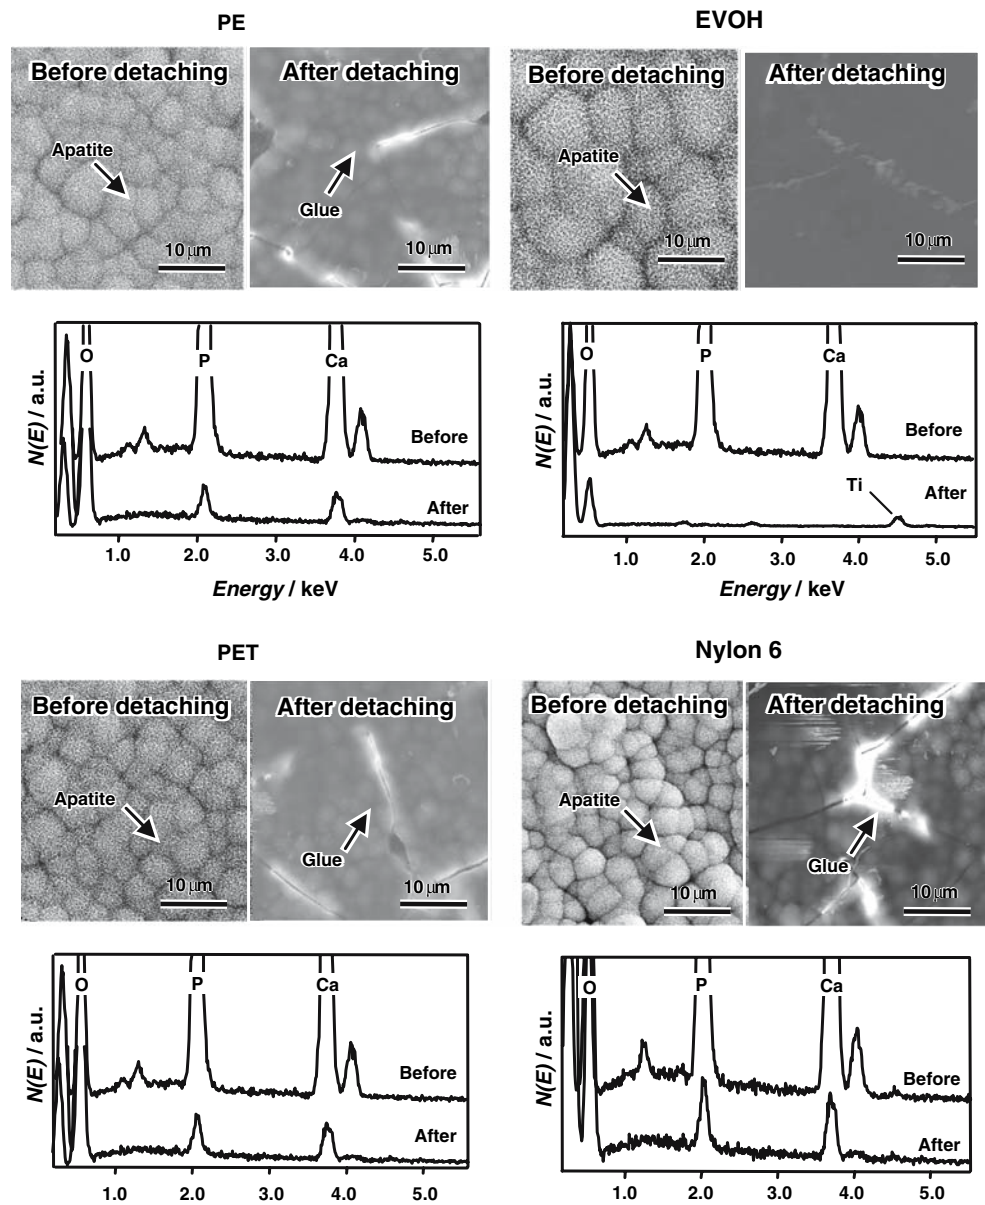 PE
Before detaching
Apatite
10 μm
After detaching
Glue
10 μm
N(E) / a.u.
O
P
Ca
Before
After
1.0 2.0 3.0 4.0 5.0
Energy / keV
EVOH
Before detaching
Apatite
10 μm
After detaching
10 μm
N(E) / a.u.
O
P
Ca
Before
Ti
After
1.0 2.0 3.0 4.0 5.0
Energy / keV
PET
Before detaching
Apatite
10 μm
After detaching
Glue
10 μm
N(E) / a.u.
O
P
Ca
Before
After
1.0 2.0 3.0 4.0 5.0
Nylon 6
Before detaching
Apatite
10 μm
After detaching
Glue
10 μm
N(E) / a.u.
O
P
Ca
Before
After
1.0 2.0 3.0 4.0 5.0